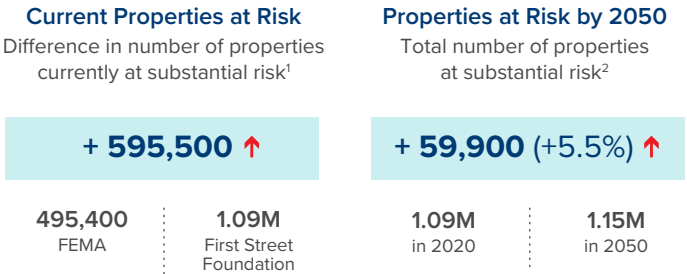 Current Properties at Risk
Difference in number of properties
currently at substantial risk¹
+ 595,500 ↑
495,400
FEMA
1.09M
First Street
Foundation
Properties at Risk by 2050
Total number of properties
at substantial risk²
+ 59,900 (+5.5%) ↑
1.09M
in 2020
1.15M
in 2050